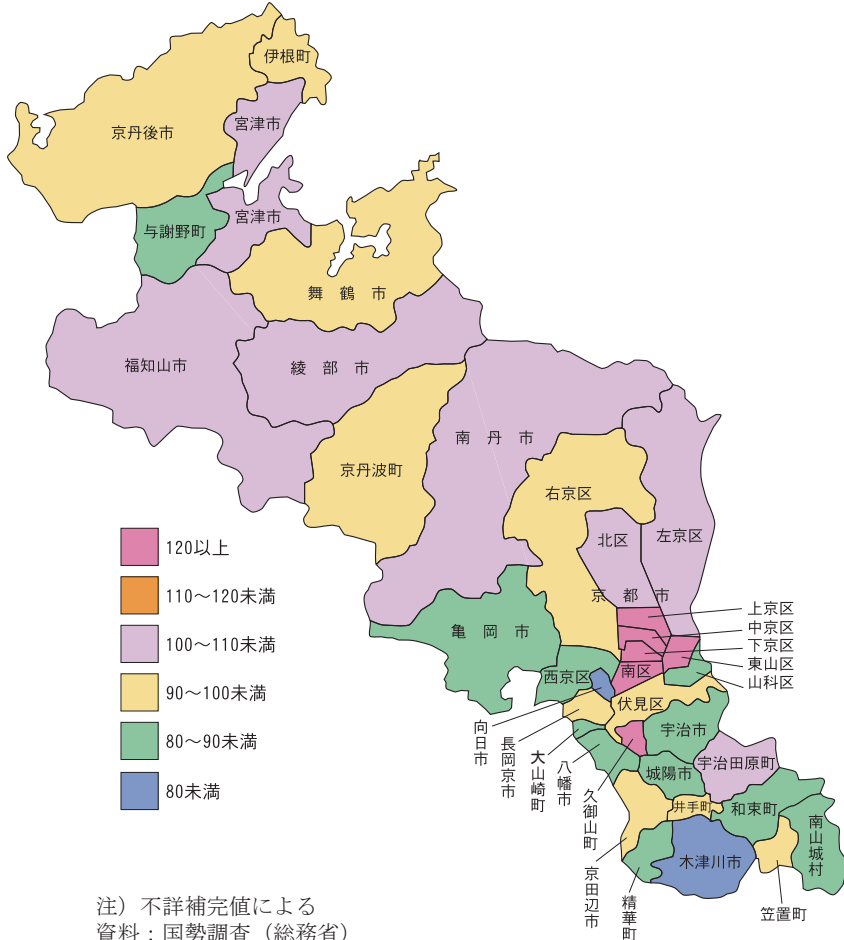 伊根町
京丹後市
宮津市
与謝野町
宮津市
舞鶴市
福知山市
綾部市
南丹市
京丹波町
右京区
北区
左京区
京都市
上京区
中京区
下京区
東山区
山科区
亀岡市
西京区
南区
伏見区
向日市
長岡京市
大山崎町
八幡市
久御山町
宇治市
城陽市
宇治田原町
井手町
和束町
南山城村
京田辺市
精華町
木津川市
笠置町
120以上
110～120未満
100～110未満
90～100未満
80～90未満
80未満
注）不詳補完値による
資料：国勢調査（総務省）